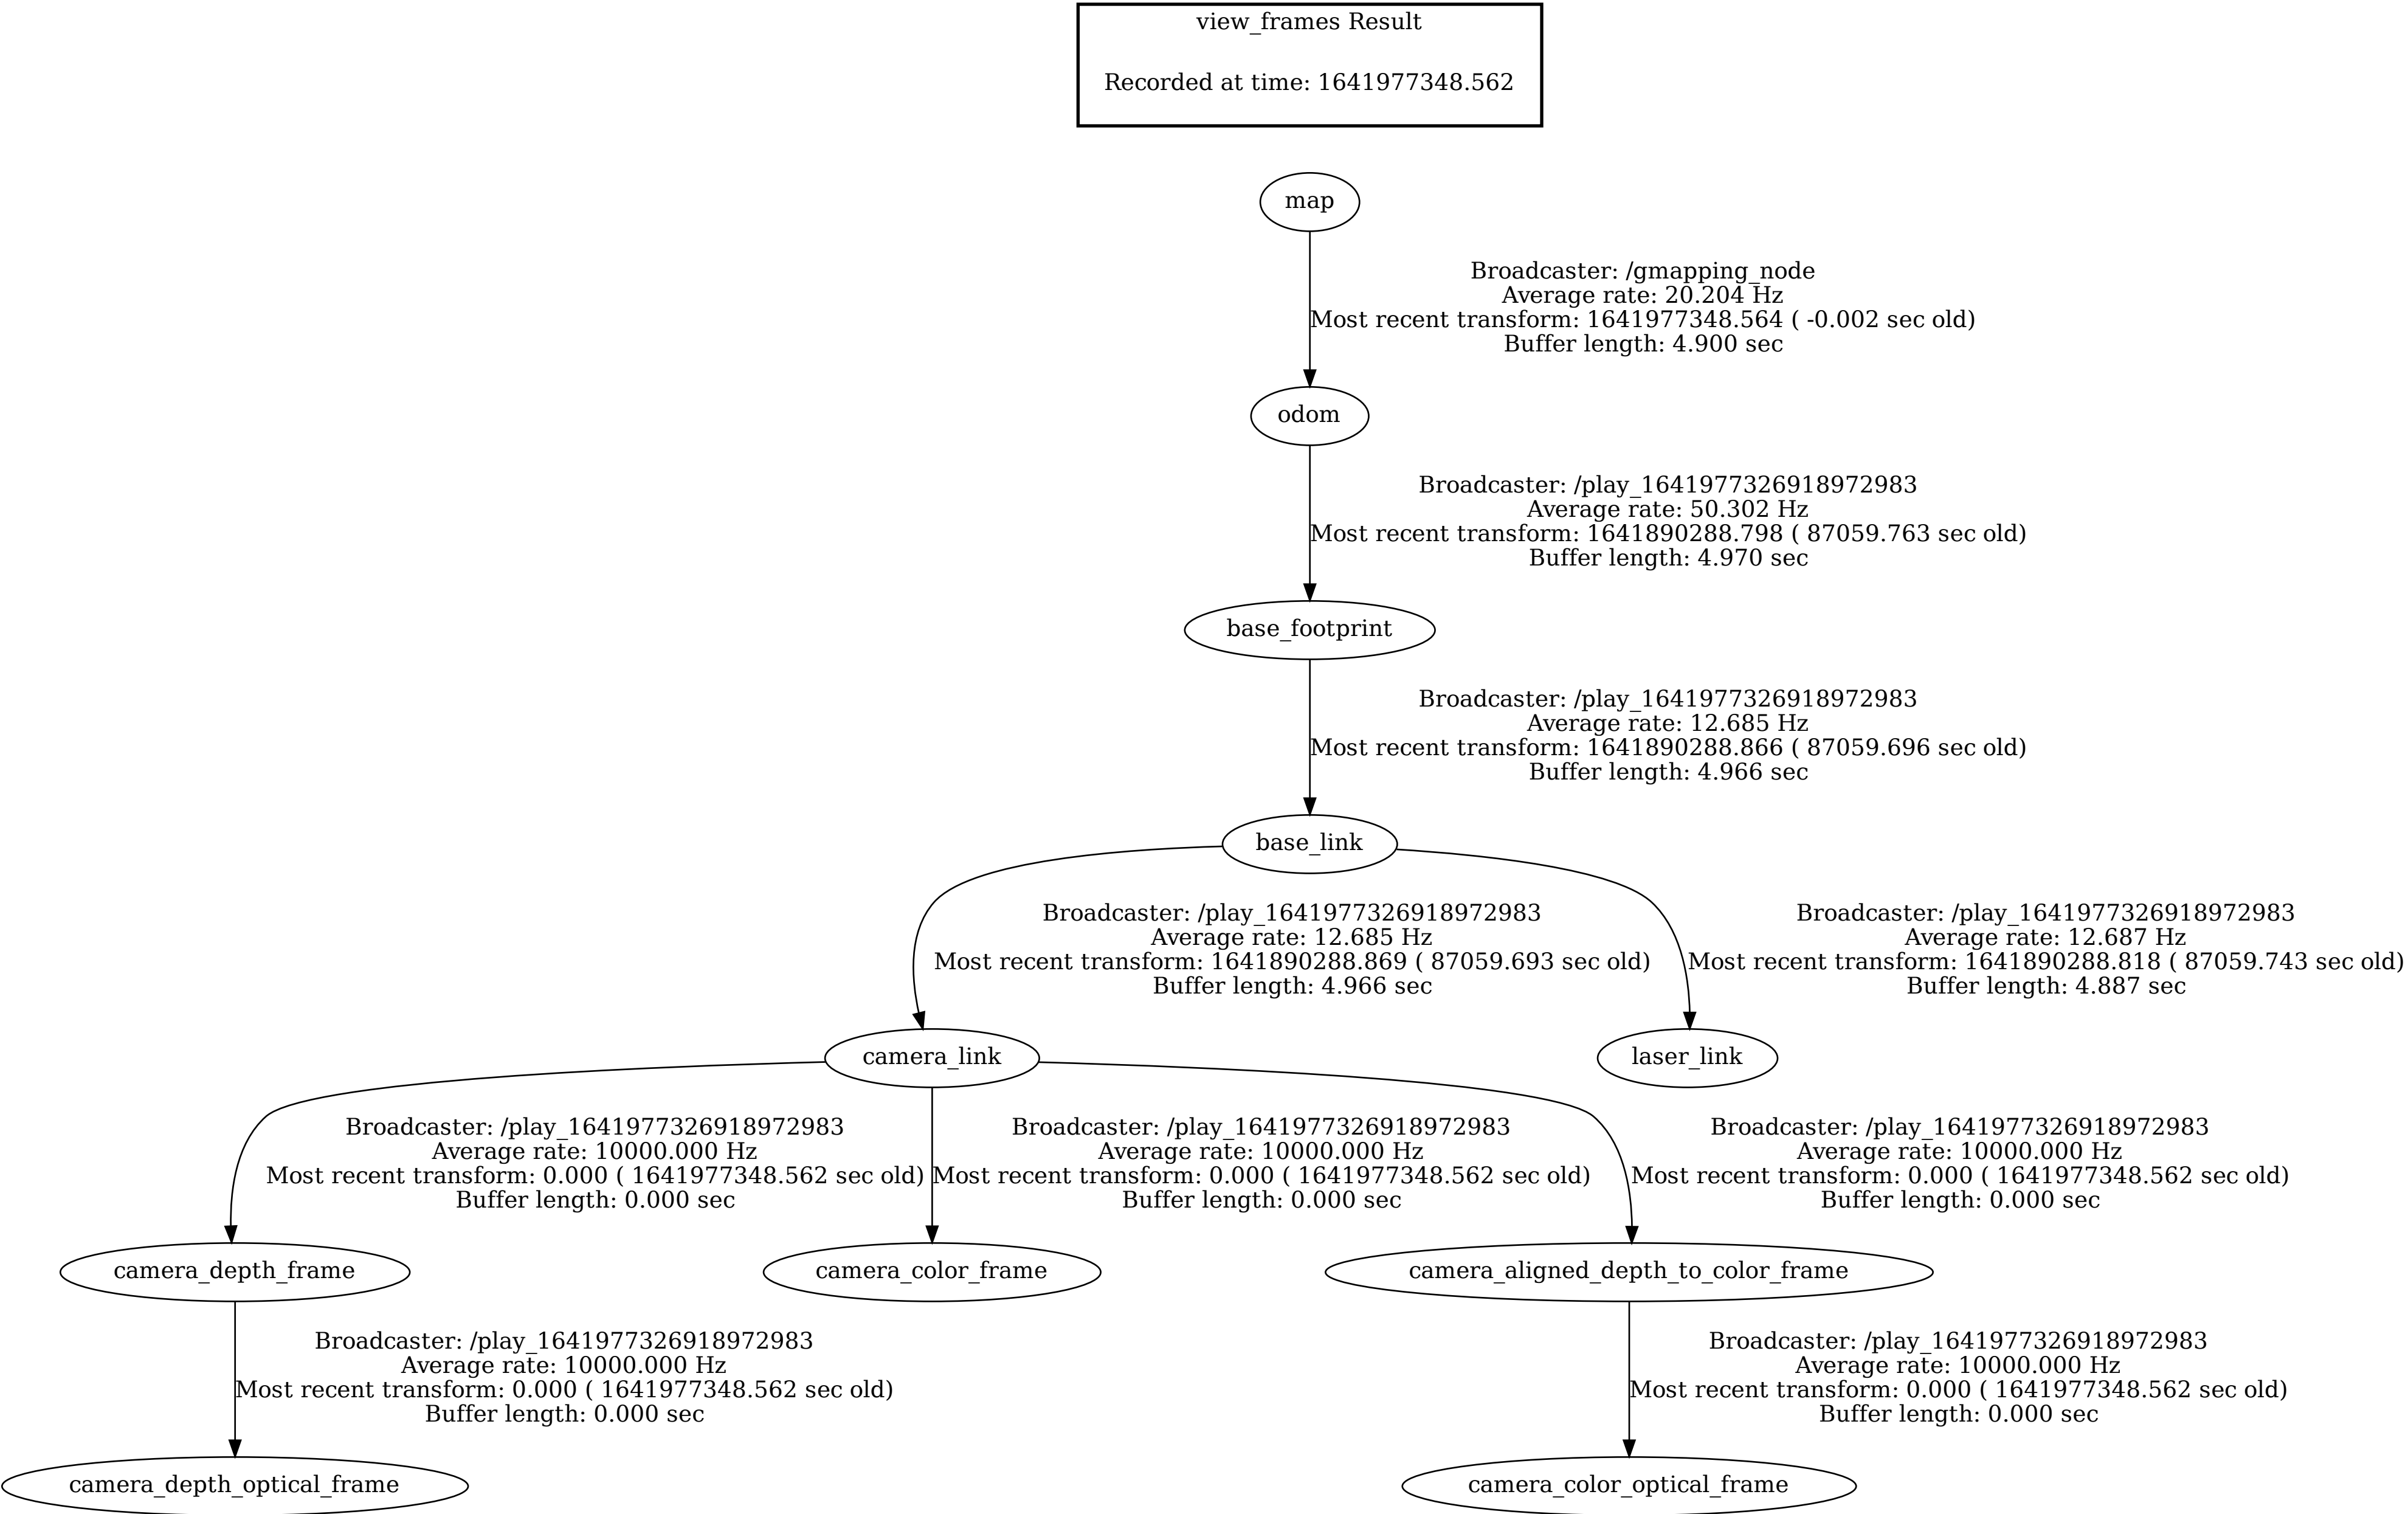 view_frames Result
Recorded at time: 1641977348.562
map
Broadcaster: /gmapping_node
Average rate: 20.204 Hz
Most recent transform: 1641977348.564 ( -0.002 sec old)
Buffer length: 4.900 sec
odom
Broadcaster: /play_1641977326918972983
Average rate: 50.302 Hz
Most recent transform: 1641890288.798 ( 87059.763 sec old)
Buffer length: 4.970 sec
base_footprint
Broadcaster: /play_1641977326918972983
Average rate: 12.685 Hz
Most recent transform: 1641890288.866 ( 87059.696 sec old)
Buffer length: 4.966 sec
base_link
Broadcaster: /play_1641977326918972983
Average rate: 12.685 Hz
Most recent transform: 1641890288.869 ( 87059.693 sec old)
Buffer length: 4.966 sec
Broadcaster: /play_1641977326918972983
Average rate: 12.687 Hz
Most recent transform: 1641890288.818 ( 87059.743 sec old)
Buffer length: 4.887 sec
camera_link
laser_link
Broadcaster: /play_1641977326918972983
Average rate: 10000.000 Hz
Most recent transform: 0.000 ( 1641977348.562 sec old)
Buffer length: 0.000 sec
Broadcaster: /play_1641977326918972983
Average rate: 10000.000 Hz
Most recent transform: 0.000 ( 1641977348.562 sec old)
Buffer length: 0.000 sec
Broadcaster: /play_1641977326918972983
Average rate: 10000.000 Hz
Most recent transform: 0.000 ( 1641977348.562 sec old)
Buffer length: 0.000 sec
camera_depth_frame
camera_color_frame
camera_aligned_depth_to_color_frame
Broadcaster: /play_1641977326918972983
Average rate: 10000.000 Hz
Most recent transform: 0.000 ( 1641977348.562 sec old)
Buffer length: 0.000 sec
Broadcaster: /play_1641977326918972983
Average rate: 10000.000 Hz
Most recent transform: 0.000 ( 1641977348.562 sec old)
Buffer length: 0.000 sec
camera_depth_optical_frame
camera_color_optical_frame